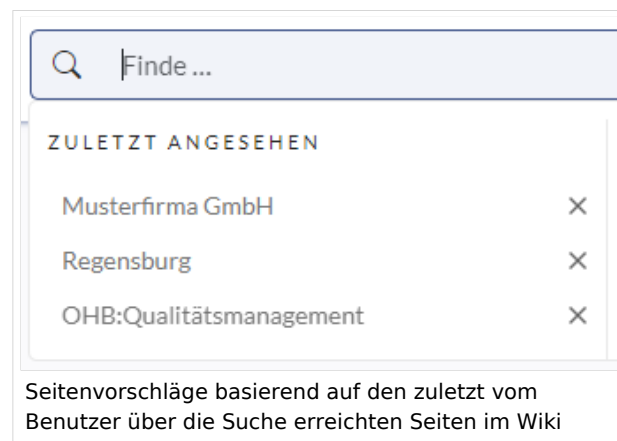 Finde ...
ZULETZT ANGESEHEN
Musterfirma GmbH
Regensburg
OHB:Qualitätsmanagement
Seitenvorschläge basierend auf den zuletzt vom
Benutzer über die Suche erreichten Seiten im Wiki